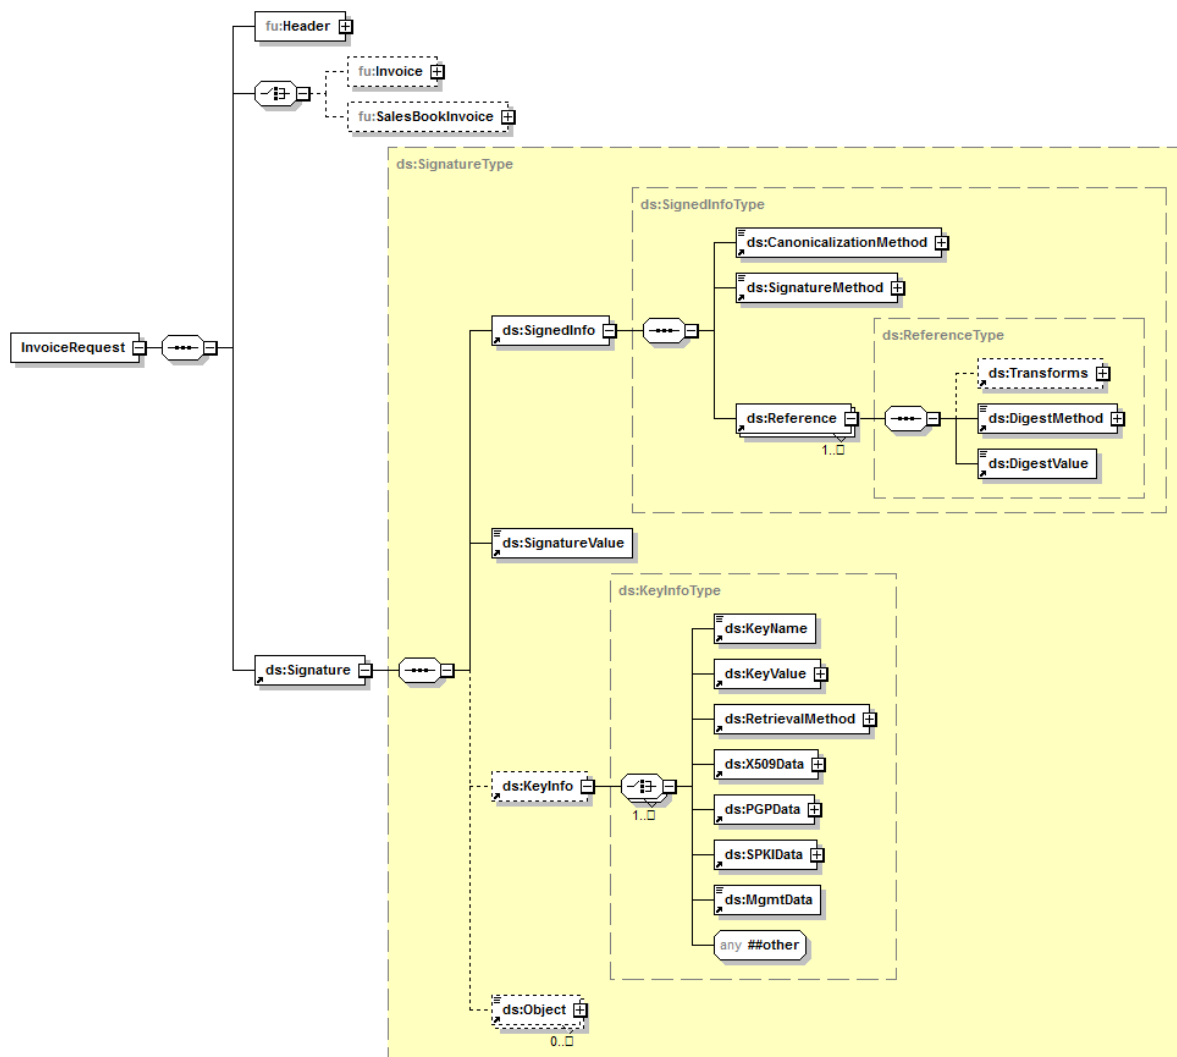 fu:Header
fu:Invoice
fu:SalesBookInvoice
ds:SignatureType
ds:SignedInfoType
ds:CanonicalizationMethod
ds:SignatureMethod
ds:SignedInfo
ds:ReferenceType
InvoiceRequest
ds:Transforms
ds:Reference
ds:DigestMethod
1..□
ds:DigestValue
ds:SignatureValue
ds:KeyInfoType
ds:KeyName
ds:Signature
ds:KeyValue
ds:RetrievalMethod
ds:X509Data
ds:KeyInfo
1..□
ds:PGPData
ds:SPKIData
ds:MgmtData
any ##other
ds:Object
0..□